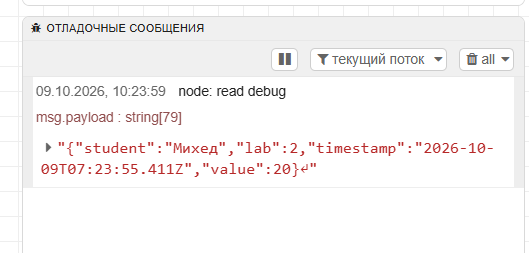 ОТЛАДОЧНЫЕ СООБЩЕНИЯ
текущий поток all
09.10.2026, 10:23:59 node: read debug
msg.payload : string[79]
"{"student":"Михед","lab":2,"timestamp":"2026-10-
09T07:23:55.411Z","value":20}↵"